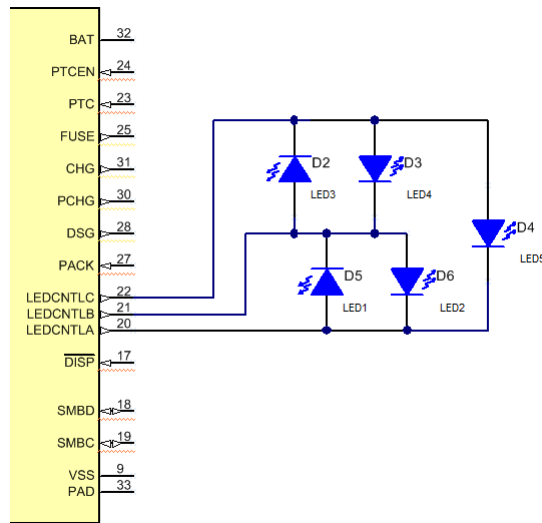 BAT 32
PTCEN 24
PTC 23
FUSE 25
CHG 31
PCHG 30
DSG 28
PACK 27
LEDCNTLC 22
LEDCNTLB 21
LEDCNTLA 20
DISP 17
SMBD 18
SMBC 19
VSS 9
PAD 33
D2
LED3
D3
LED4
D4
LED5
D5
LED1
D6
LED2